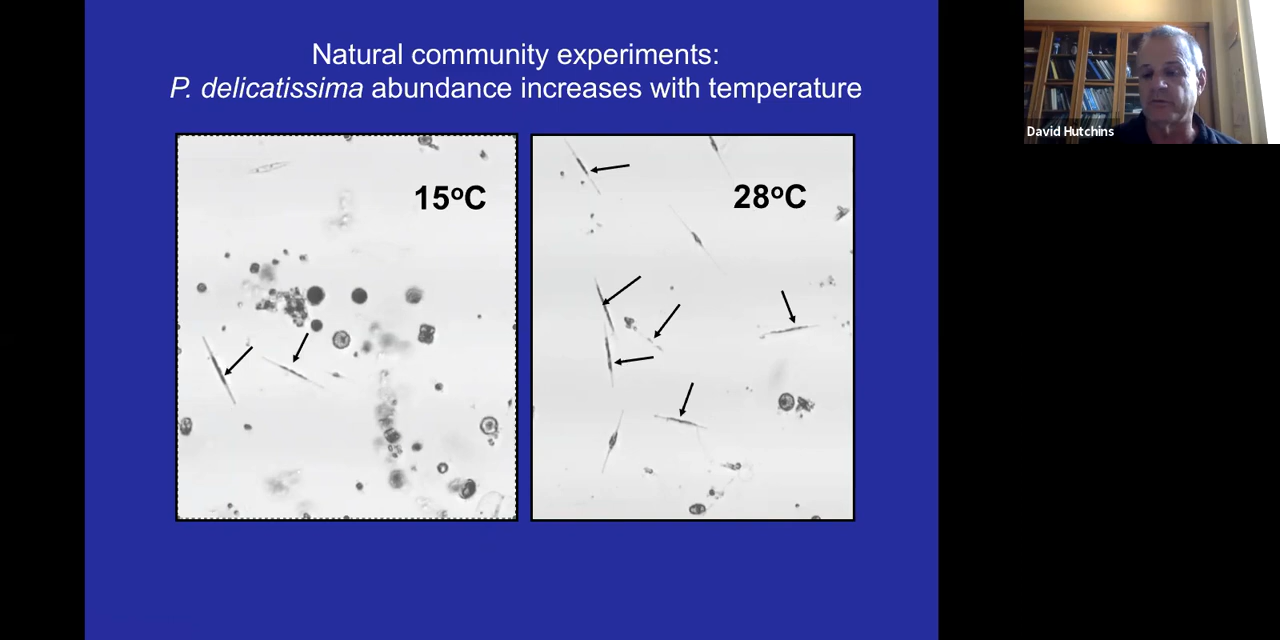 Natural community experiments:
P. delicatissima abundance increases with temperature
15ºC
28ºC
David Hutchins